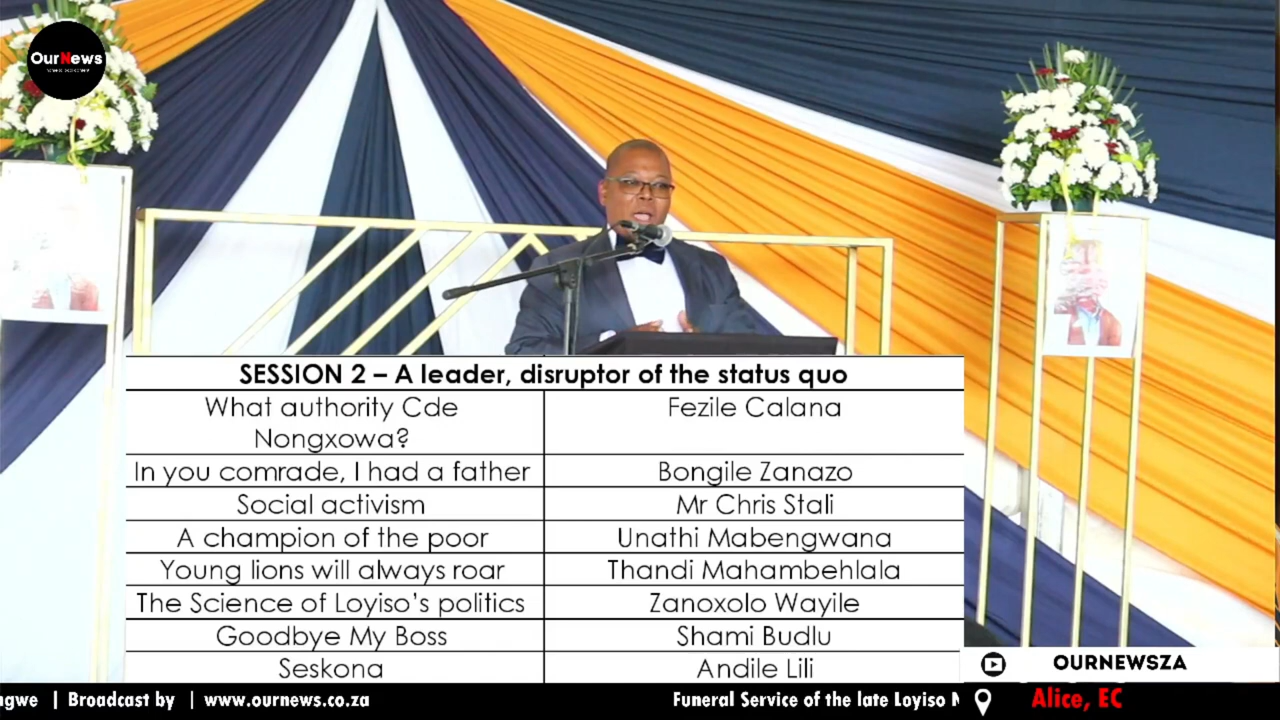 OurNews
SESSION 2 – A leader, disruptor of the status quo
What authority Cde Nongxowa?
Fezile Calana
In you comrade, I had a father
Bongile Zanazo
Social activism
Mr Chris Stali
A champion of the poor
Unathi Mabengwana
Young lions will always roar
Thandi Mahambehlala
The Science of Loyiso's politics
Zanoxolo Wayile
Goodbye My Boss
Shami Budlu
Seskona
Andile Lili
OURNEWSZA
ngwe | Broadcast by | www.ournews.co.za
Funeral Service of the late Loyiso N
Alice, EC